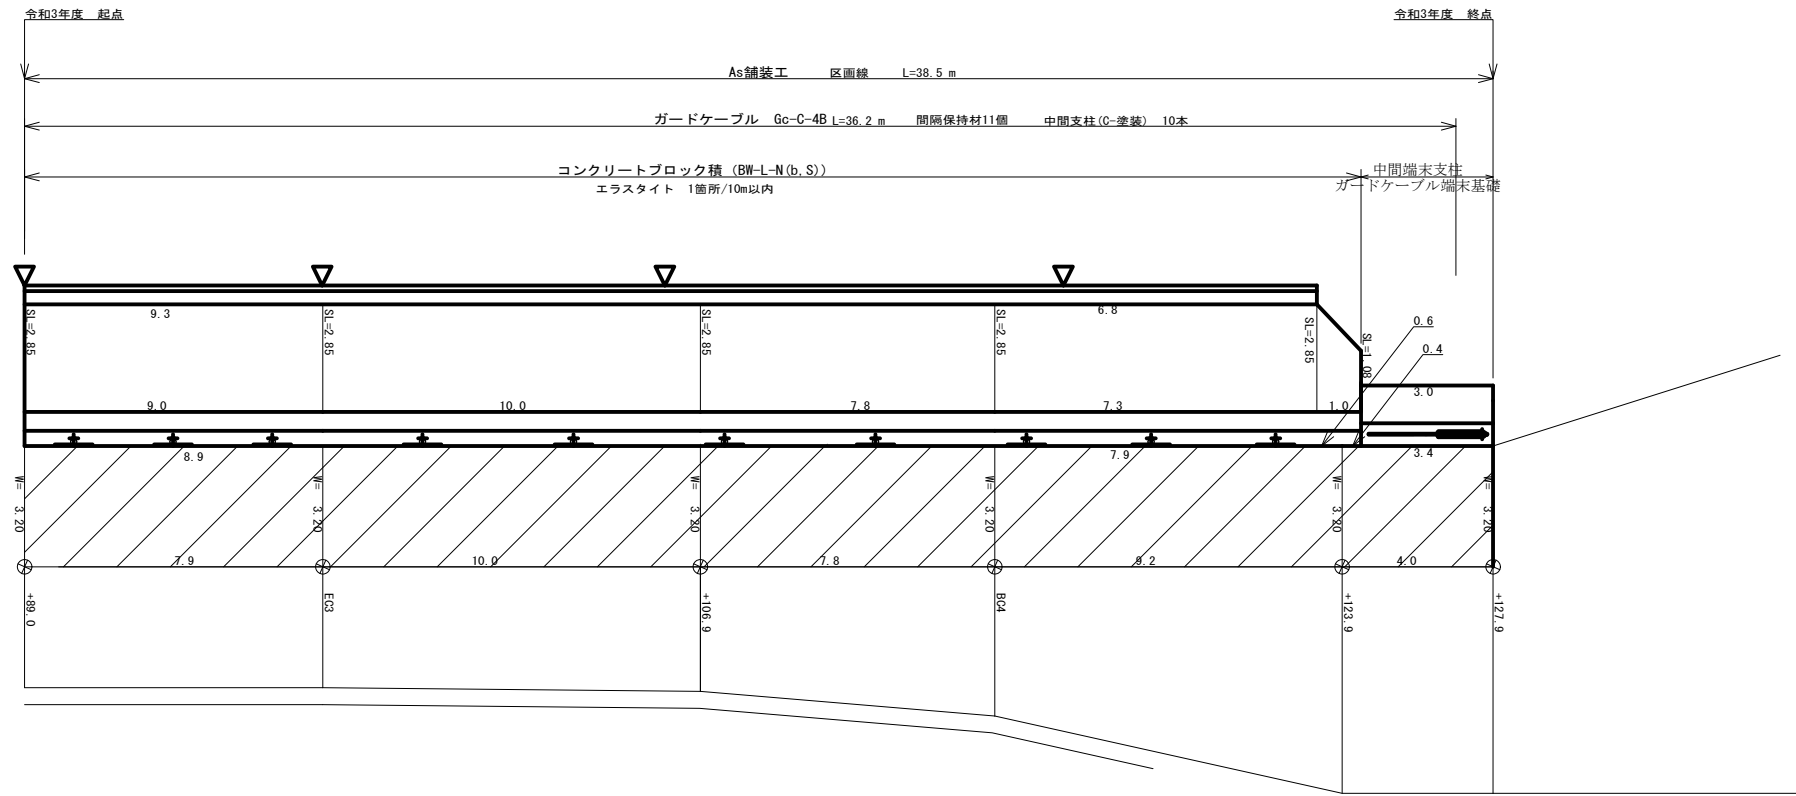 令和3年度　起点
令和3年度　終点
As舗装工　区画線　L=38.5 m
ガードケーブル　Gc-C-4B L=36.2 m　間隔保持材11個　中間支柱(C-塗装)　10本
コンクリートブロック積 (BW-L-N(b,S))
エラスタイト　1箇所/10m以内
中間端末支柱
ガードケーブル端末基礎
9.3
6.8
SL=2.85
SL=2.85
SL=2.85
SL=2.85
SL=2.85
SL=1.08
0.6
0.4
9.0
10.0
7.8
7.3
1.0
3.0
8.9
7.9
3.4
W= 3.20
W= 3.20
W= 3.20
W= 3.20
W= 3.20
W= 3.20
7.9
10.0
7.8
9.2
4.0
+89.0
EC3
+106.9
BC4
+123.9
+127.9